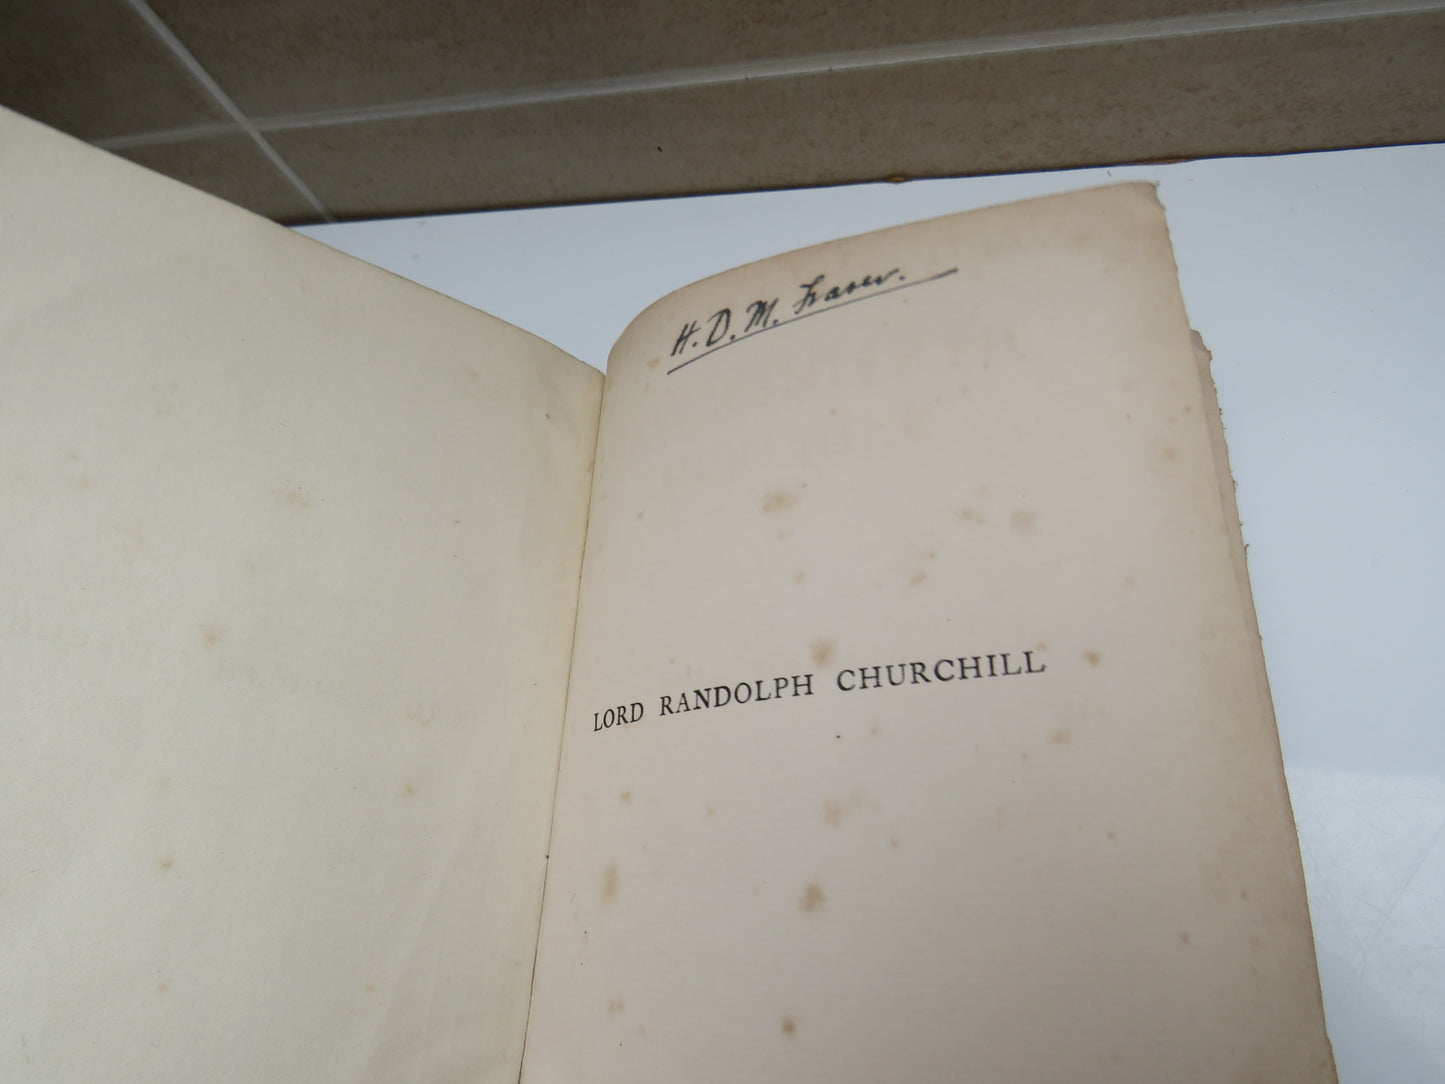 H. D. M. Fraser.
LORD RANDOLPH CHURCHILL